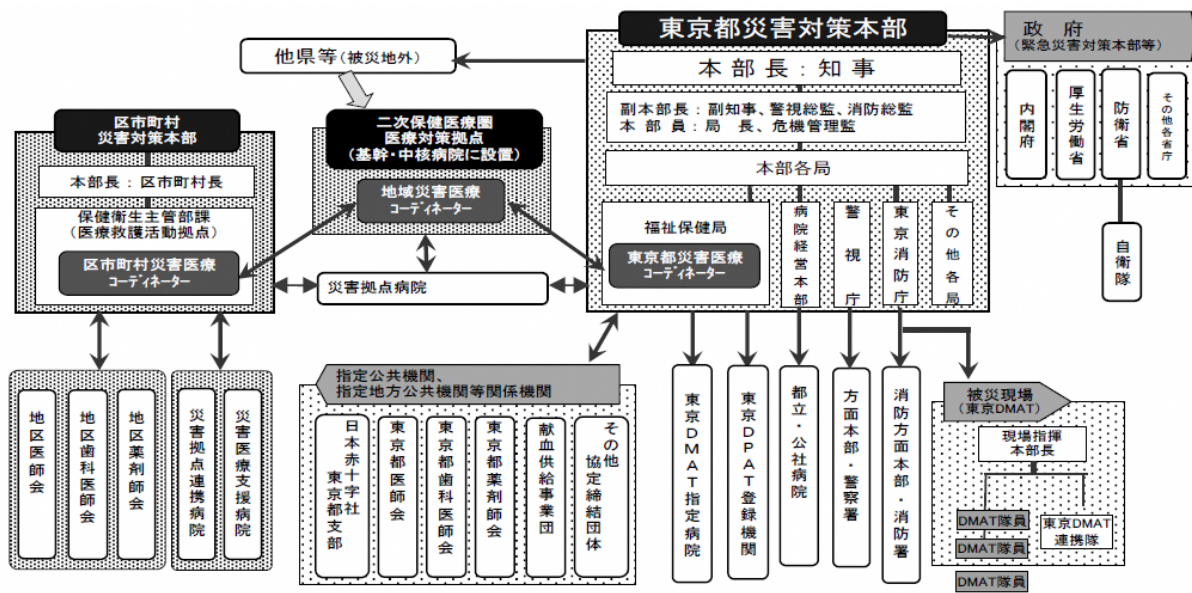 東京都災害対策本部
本部長：知事
副本部長：副知事、警視総監、消防総監
本 部 員：局　長、危機管理監
本部各局
福祉保健局
東京都災害医療
コーディネーター
病院経営本部
警視庁
東京消防庁
その他各局
政　府
（緊急災害対策本部等）
内閣府
厚生労働省
防衛省
その他各省庁
自衛隊
他県等（被災地外）
二次保健医療圏
医療対策拠点
（基幹・中核病院に設置）
地域災害医療
コーディネーター
災害拠点病院
区市町村
災害対策本部
本部長：区市町村長
保健衛生主管部課
（医療救護活動拠点）
区市町村災害医療
コーディネーター
地区医師会
地区歯科医師会
地区薬剤師会
災害拠点連携病院
災害医療支援病院
指定公共機関、
指定地方公共機関等関係機関
日本赤十字社
東京都支部
東京都医師会
東京都歯科医師会
東京都薬剤師会
献血供給事業団
その他
協定締結団体
東京DMAT指定病院
東京DPAT登録機関
都立・公社病院
方面本部・警察署
消防方面本部・消防署
被災現場
（東京DMAT）
現場指揮
本部長
DMAT隊員
DMAT隊員
DMAT隊員
東京DMAT
連携隊